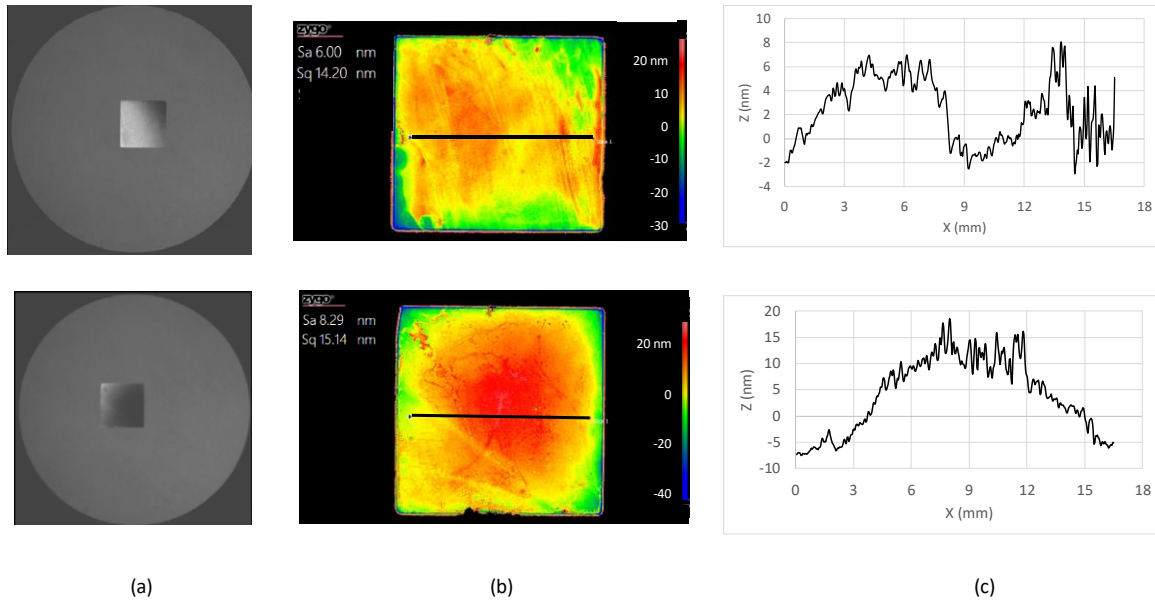 zygo
Sa 6.00 nm
Sq 14.20 nm
20 nm
10
0
-10
-20
-30
10
8
6
4
2
0
-2
-4
Z (nm)
0 3 6 9 12 15 18
X (mm)
zygo
Sa 8.29 nm
Sq 15.14 nm
20 nm
0
-20
-40
20
15
10
5
0
-5
-10
Z (nm)
0 3 6 9 12 15 18
X (mm)
(a) (b) (c)